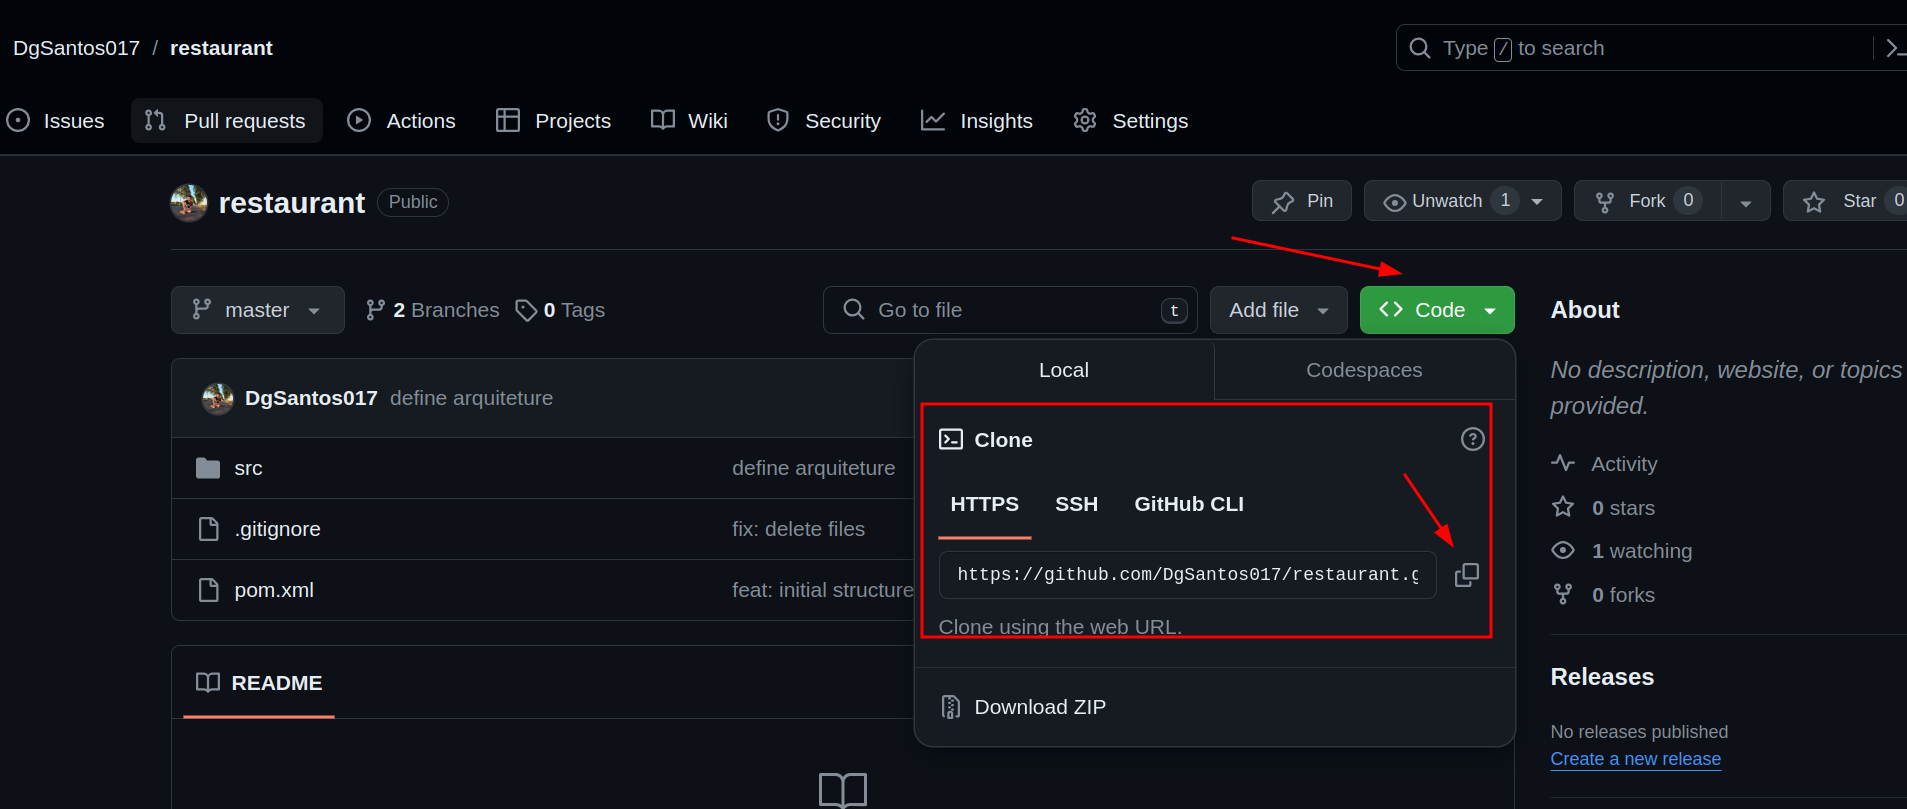 DgSantos017 / restaurant
Type / to search
Issues Pull requests Actions Projects Wiki Security Insights Settings
restaurant Public
Pin Unwatch 1 Fork 0 Star 0
master 2 Branches 0 Tags Go to file t Add file Code
Local Codespaces
Clone
HTTPS SSH GitHub CLI
https://github.com/DgSantos017/restaurant.g
Clone using the web URL.
Download ZIP
DgSantos017 define arquiteture
src define arquiteture
.gitignore fix: delete files
pom.xml feat: initial structure
README
About
No description, website, or topics
provided.
Activity
0 stars
1 watching
0 forks
Releases
No releases published
Create a new release